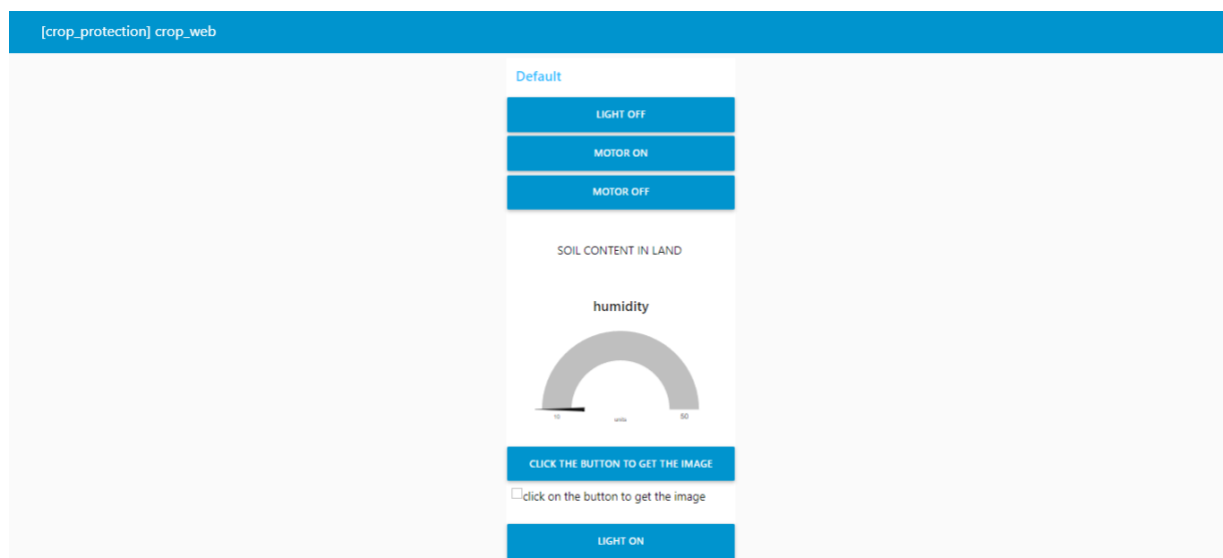 [crop_protection] crop_web
Default
LIGHT OFF
MOTOR ON
MOTOR OFF
SOIL CONTENT IN LAND
humidity
10 units 50
CLICK THE BUTTON TO GET THE IMAGE
click on the button to get the image
LIGHT ON